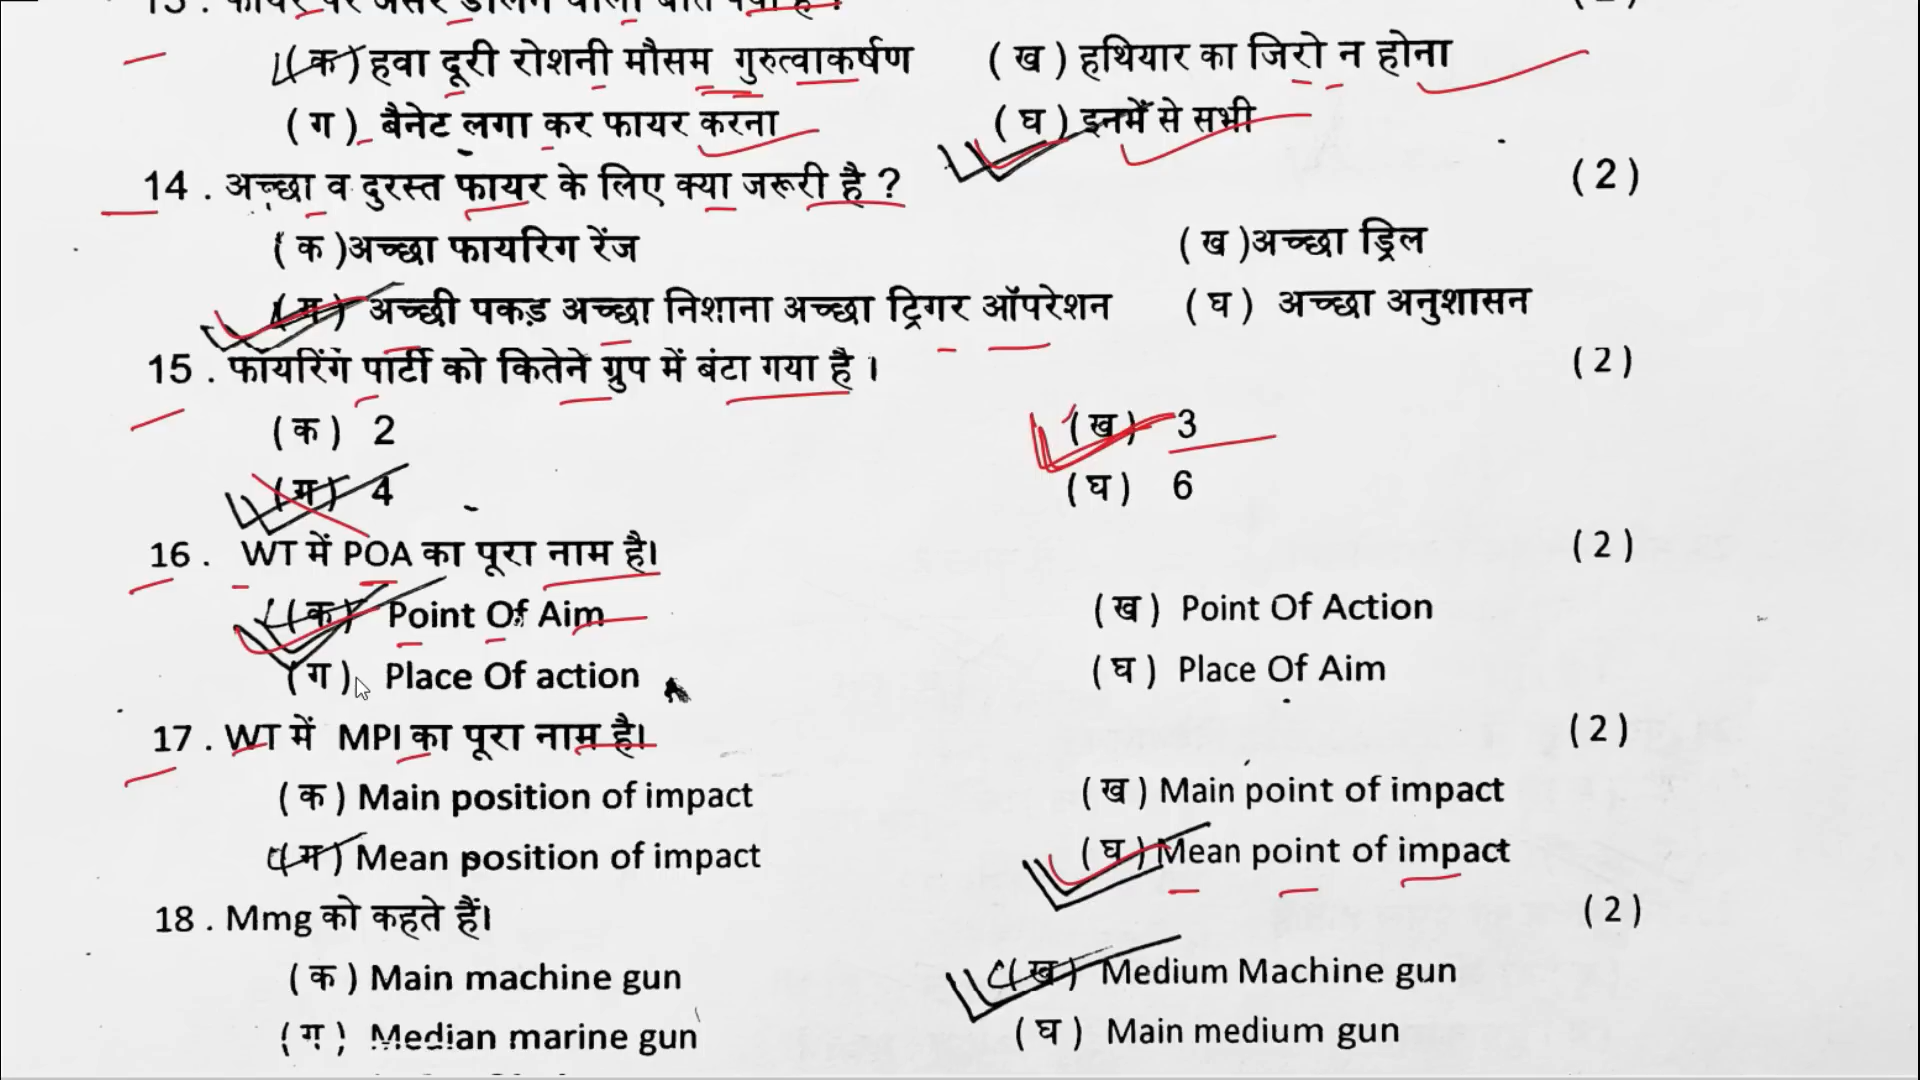 (क) हवा दूरी रोशनी मौसम गुरुत्वाकर्षण (ख) हथियार का जिरो न होना
(ग) बैनेट लगा कर फायर करना (घ) इनमें से सभी
14 . अच्छा व दुरस्त फायर के लिए क्या जरूरी है ? (2)
(क)अच्छा फायरिग रेंज (ख)अच्छा ड्रिल
(ग) अच्छी पकड़ अच्छा निशाना अच्छा ट्रिगर ऑपरेशन (घ) अच्छा अनुशासन
15 . फायरिंग पार्टी को कितेने ग्रुप में बंटा गया है । (2)
(क) 2 (ख) 3
(ग) 4 (घ) 6
16 . WT में POA का पूरा नाम है। (2)
(क) Point Of Aim (ख) Point Of Action
(ग) Place Of action (घ) Place Of Aim
17 . WT में MPI का पूरा नाम है। (2)
(क) Main position of impact (ख) Main point of impact
(ग) Mean position of impact (घ) Mean point of impact
18 . Mmg को कहते हैं। (2)
(क) Main machine gun (ख) Medium Machine gun
(ग) Median marine gun (घ) Main medium gun